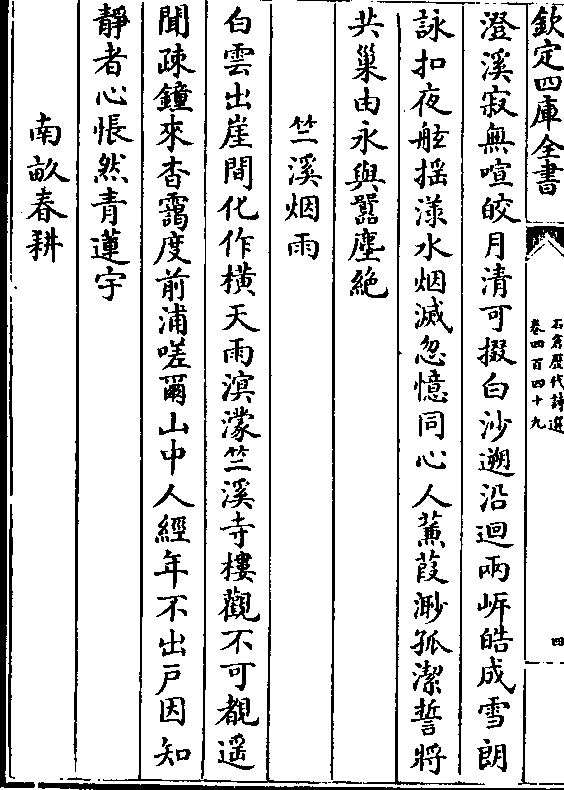 欽定四庫全書
石倉歷代詩選
卷四百四十九
四
澄溪寂無喧皎月清可掇白沙遡沿迴兩岍皓成雪朗
詠扣夜舷揺漾水烟滅忽憶同心人蒹葭渺孤潔誓將
共巢由永與嚻塵絶
竺溪烟雨
白雲出崖間化作橫天雨溟濛竺溪寺樓觀不可覩遥
聞疎鐘來杳靄度前浦嗟爾山中人經年不出戶因知
靜者心悵然青蓮宇
南畝春耕